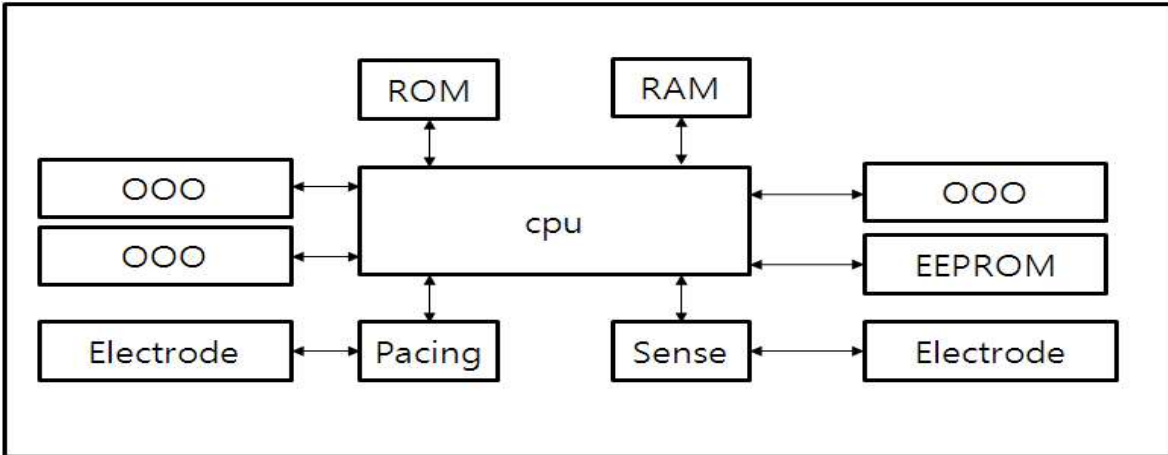 ROM
RAM
OOO
OOO
cpu
OOO
EEPROM
Electrode
Pacing
Sense
Electrode